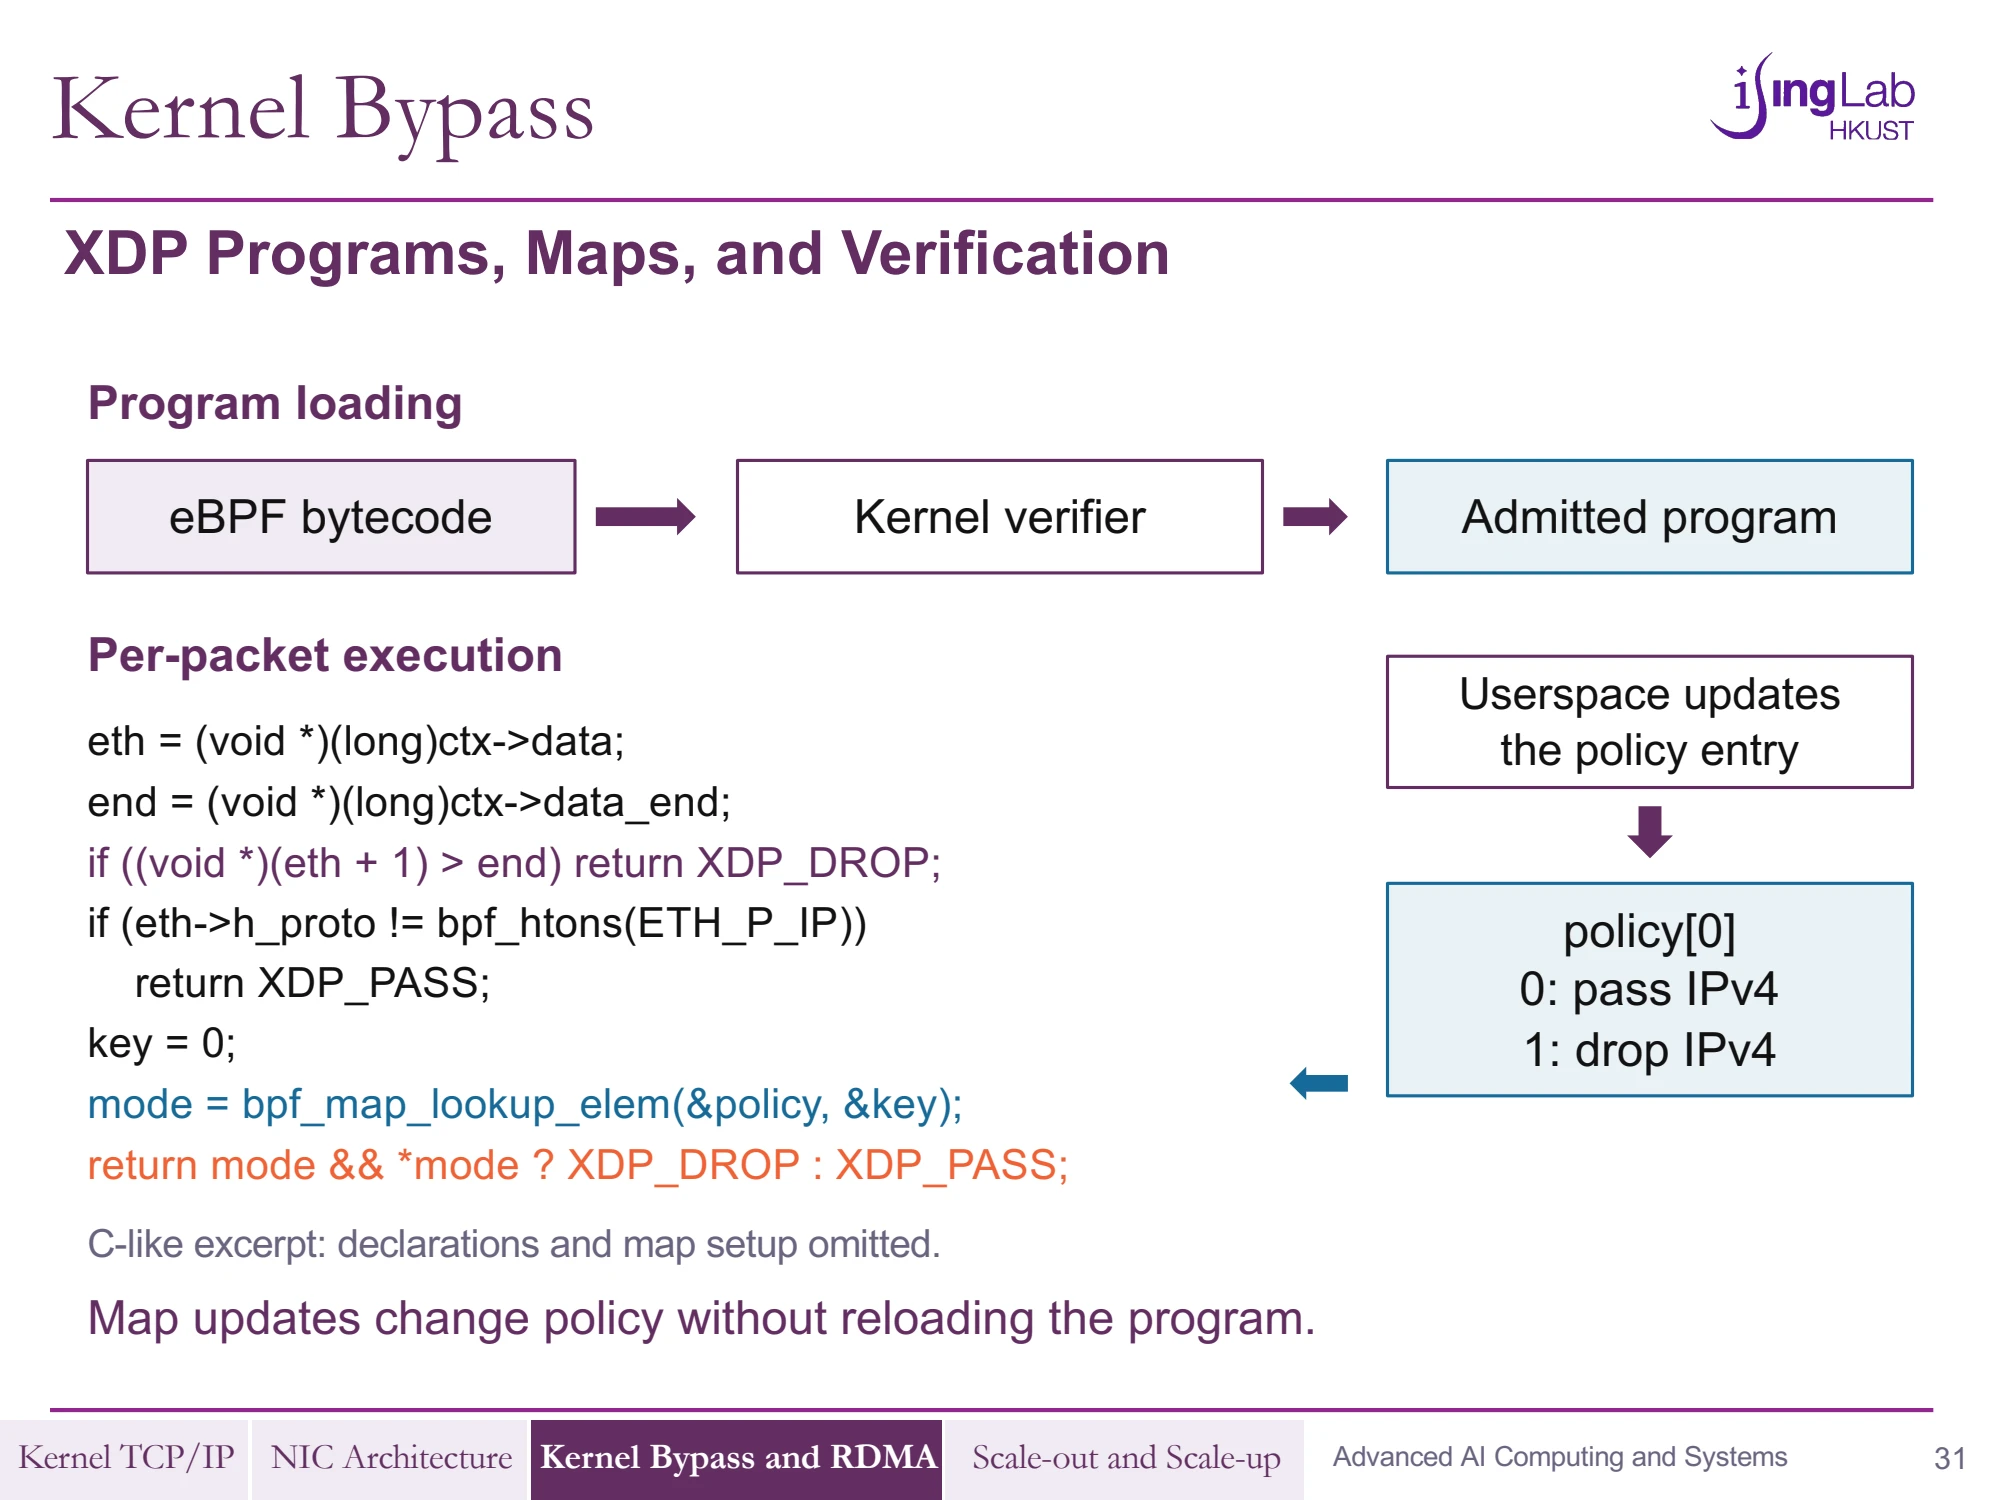 Kernel Bypass
isingLab
HKUST
XDP Programs, Maps, and Verification
Program loading
eBPF bytecode
Kernel verifier
Admitted program
Per-packet execution
eth = (void *)(long)ctx->data;
end = (void *)(long)ctx->data_end;
if ((void *)(eth + 1) > end) return XDP_DROP;
if (eth->h_proto != bpf_htons(ETH_P_IP))
return XDP_PASS;
key = 0;
mode = bpf_map_lookup_elem(&policy, &key);
return mode && *mode ? XDP_DROP : XDP_PASS;
Userspace updates
the policy entry
policy[0]
0: pass IPv4
1: drop IPv4
C-like excerpt: declarations and map setup omitted.
Map updates change policy without reloading the program.
Kernel TCP/IP
NIC Architecture
Kernel Bypass and RDMA
Scale-out and Scale-up
Advanced AI Computing and Systems
31